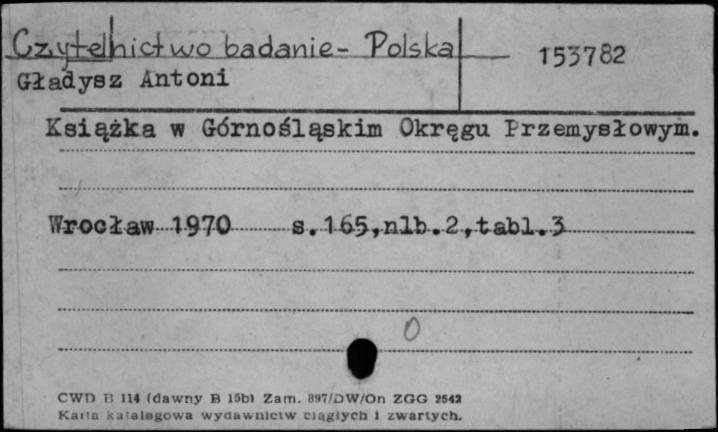 Czytelnictwo badanie - Polska
153782
Gładysz Antoni
Książka w Górnośląskim Okręgu Przemysłowym.
Wrocław 1970 s.165,nlb.2,tabl.3
0
CWD B 114 (dawny B 15b) Zam. 897/DW/On ZGG 2542
Karta katalogowa wydawnictw ciągłych i zwartych.